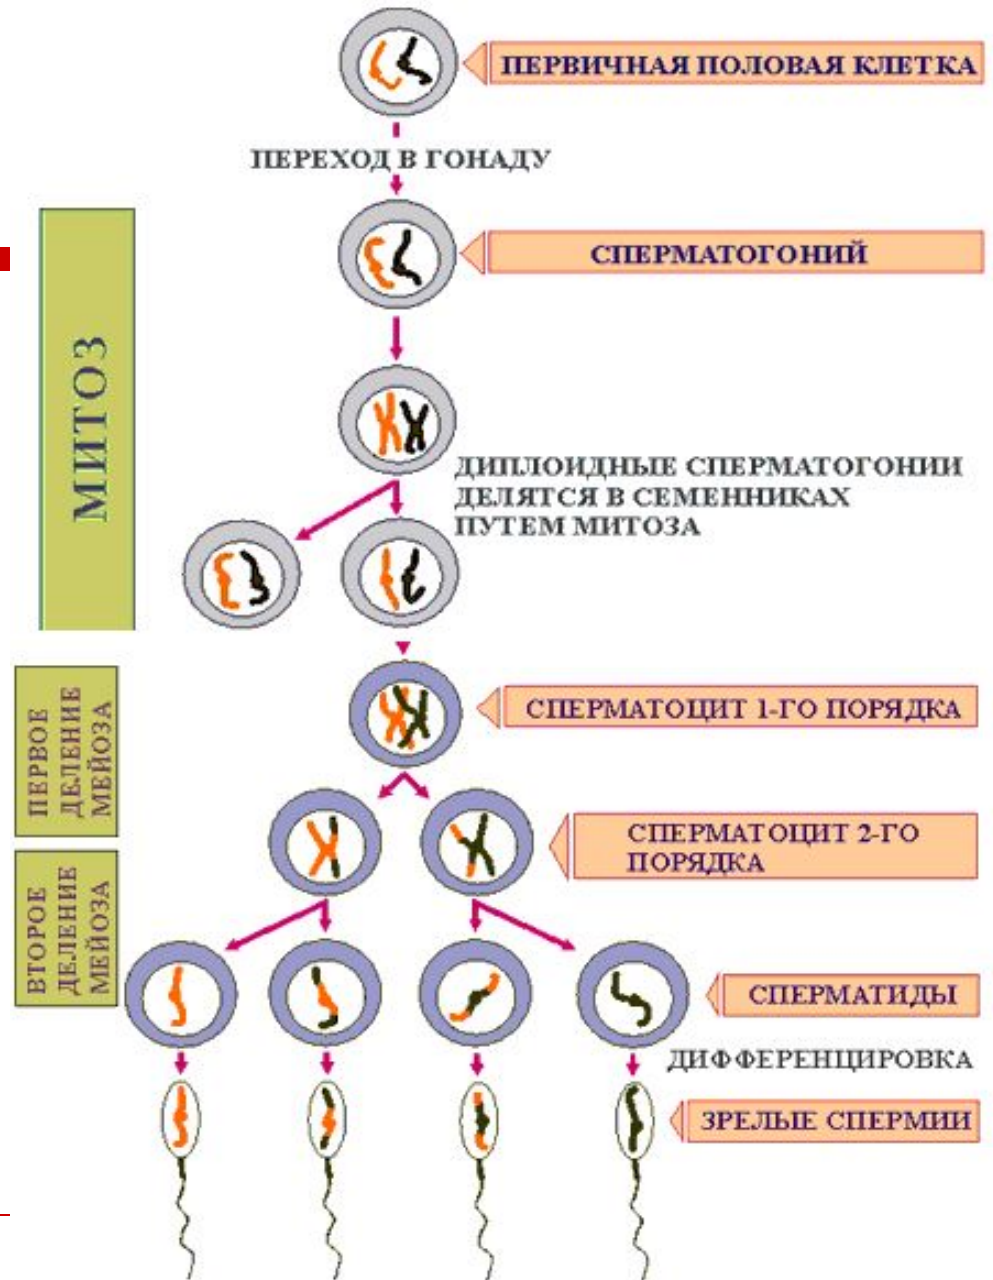 ПЕРВИЧНАЯ ПОЛОВАЯ КЛЕТКА
ПЕРЕХОД В ГОНАДУ
СПЕРМАТОГОНИЙ
МИТОЗ
ДИПЛОИДНЫЕ СПЕРМАТОГОНИИ
ДЕЛЯТСЯ В СЕМЕННИКАХ
ПУТЕМ МИТОЗА
ПЕРВОЕ
ДЕЛЕНИЕ
МЕЙОЗА
СПЕРМАТОЦИТ 1-ГО ПОРЯДКА
СПЕРМАТОЦИТ 2-ГО
ПОРЯДКА
ВТОРОЕ
ДЕЛЕНИЕ
МЕЙОЗА
СПЕРМАТИДЫ
ДИФФЕРЕНЦИРОВКА
ЗРЕЛЫЕ СПЕРМИИ